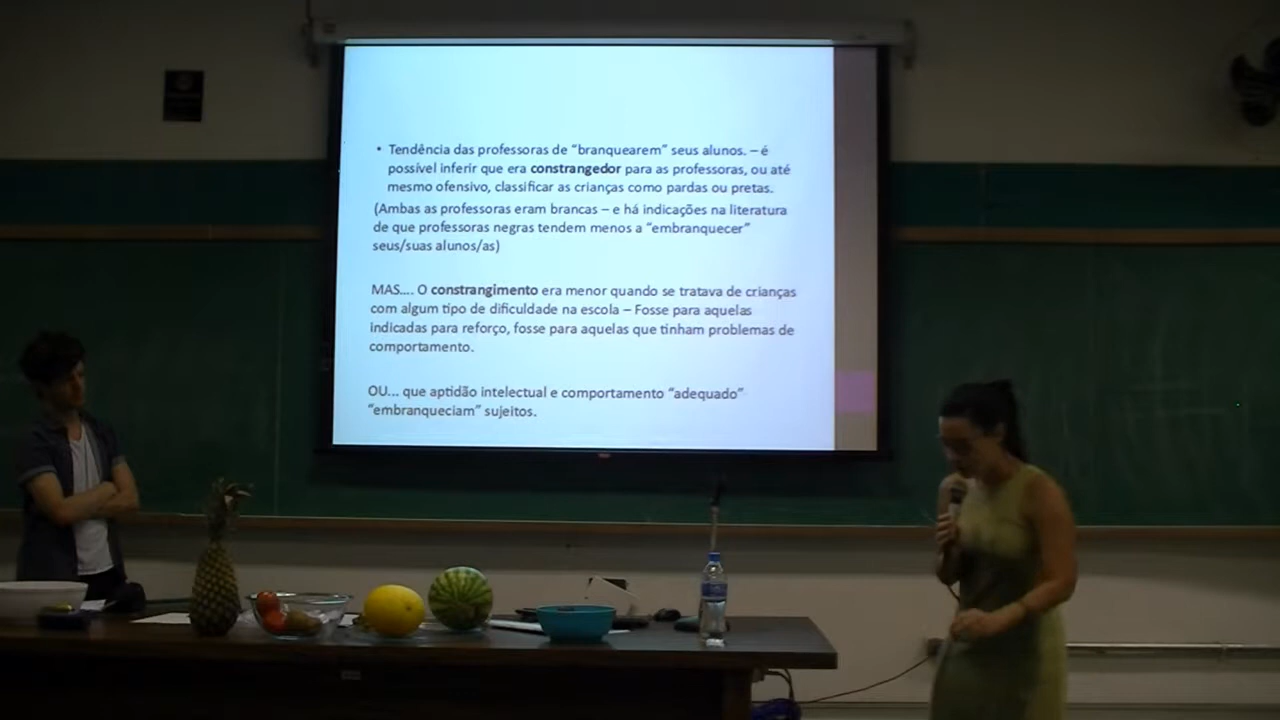 • Tendência das professoras de “branquearem” seus alunos. – é
possível inferir que era constrangedor para as professoras, ou até
mesmo ofensivo, classificar as crianças como pardas ou pretas.
(Ambas as professoras eram brancas – e há indicações na literatura
de que professoras negras tendem menos a “embranquecer”
seus/suas alunos/as)
MAS.... O constrangimento era menor quando se tratava de crianças
com algum tipo de dificuldade na escola – Fosse para aquelas
indicadas para reforço, fosse para aquelas que tinham problemas de
comportamento.
OU... que aptidão intelectual e comportamento “adequado”
“embranqueciam” sujeitos.